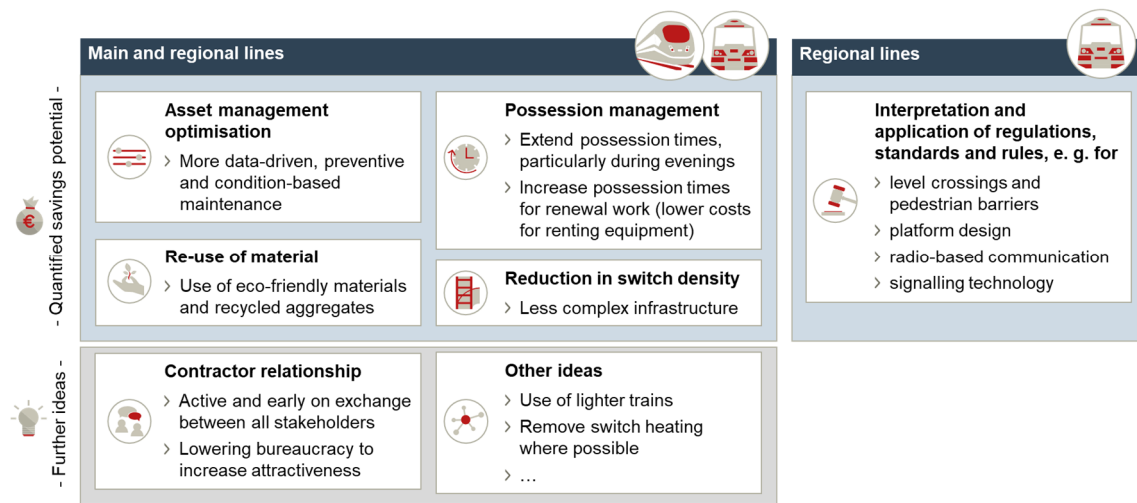 Main and regional lines
- Quantified savings potential -
€
Asset management
optimisation
> More data-driven, preventive
and condition-based
maintenance
Possession management
> Extend possession times,
particularly during evenings
> Increase possession times
for renewal work (lower costs
for renting equipment)
Re-use of material
> Use of eco-friendly materials
and recycled aggregates
Reduction in switch density
> Less complex infrastructure
Regional lines
Interpretation and
application of regulations,
standards and rules, e. g. for
> level crossings and
pedestrian barriers
> platform design
> radio-based communication
> signalling technology
- Further ideas -
Contractor relationship
> Active and early on exchange
between all stakeholders
> Lowering bureaucracy to
increase attractiveness
Other ideas
> Use of lighter trains
> Remove switch heating
where possible
> …